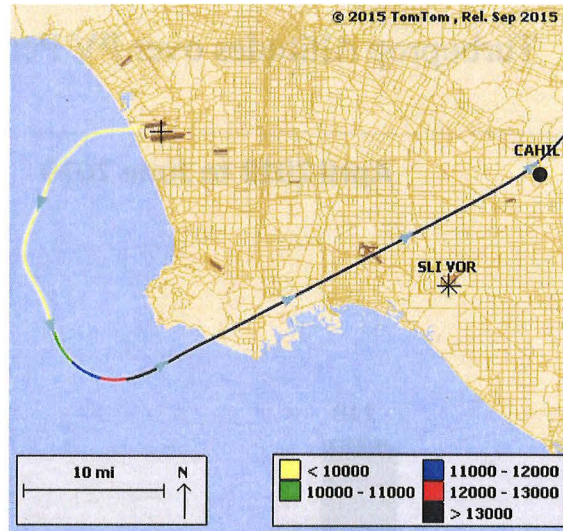 © 2015 TomTom , Rel. Sep 2015
CAHIL
SLI VOR
10 mi
N
< 10000
10000 - 11000
11000 - 12000
12000 - 13000
> 13000